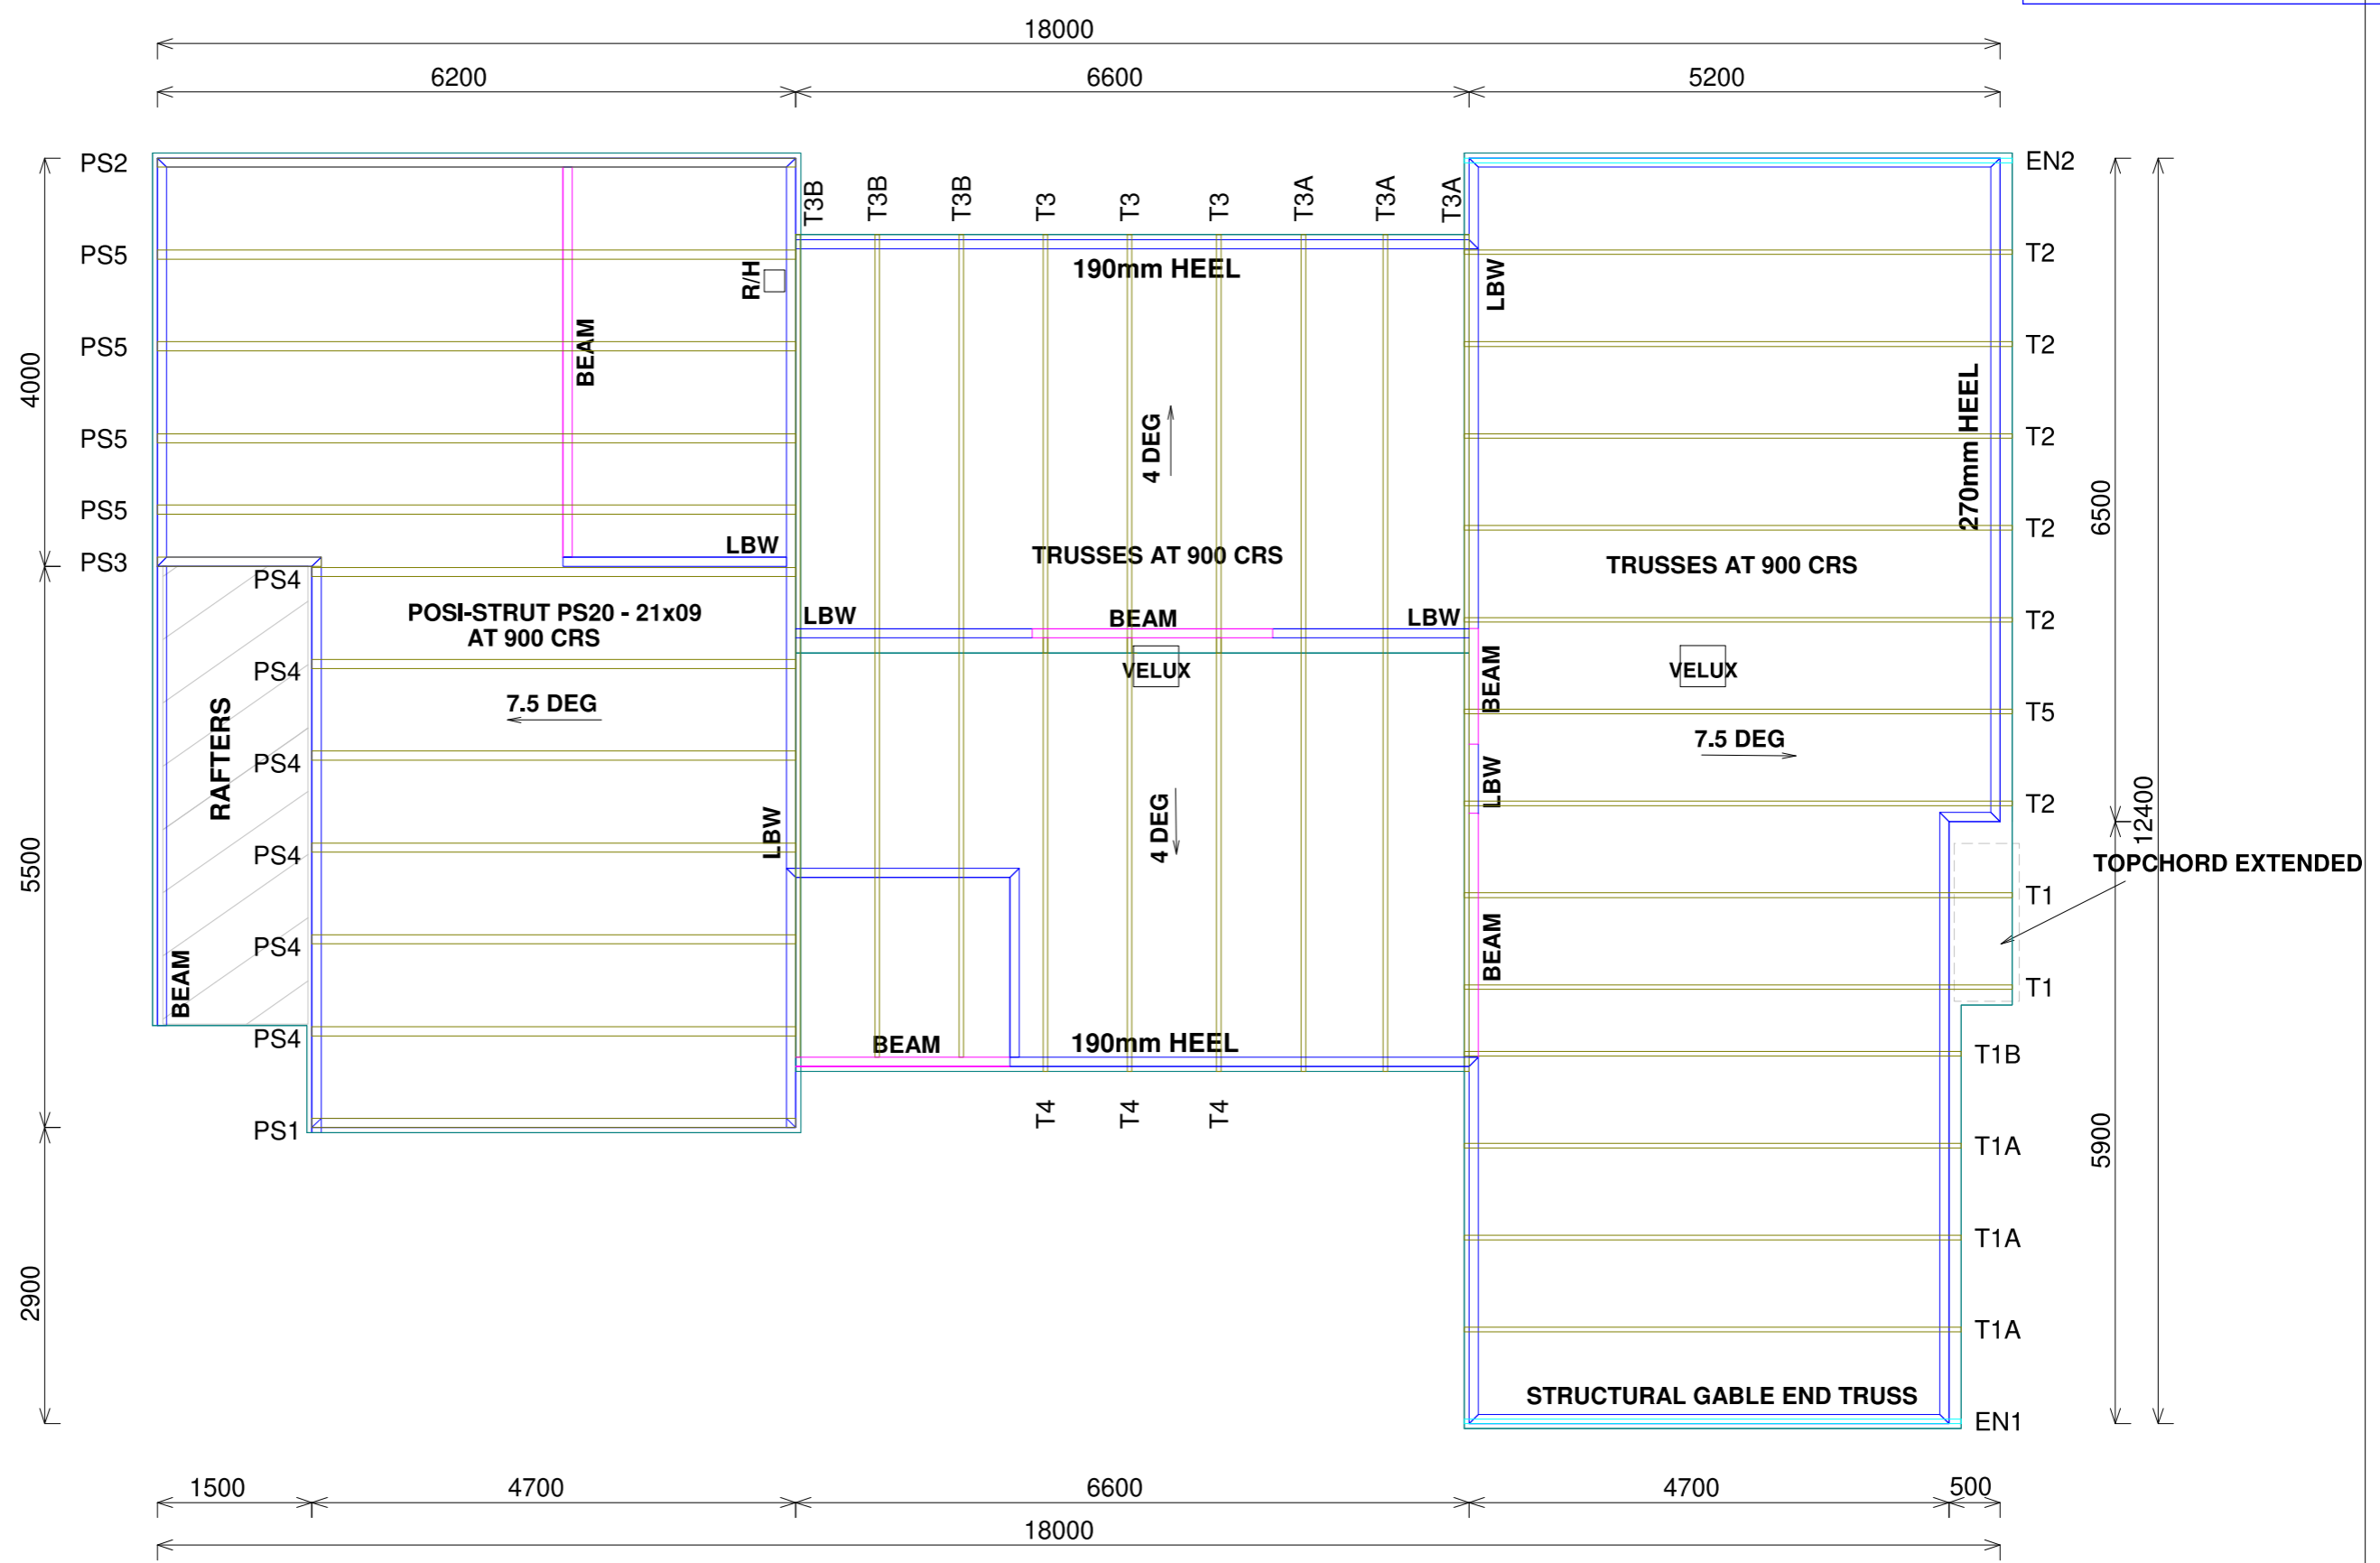 18000
6200
6600
5200
PS2
EN2
T3B
T3B
T3B
T3
T3
T3
T3A
T3A
T3A
PS5
R/H
190mm HEEL
LBW
T2
BEAM
PS5
T2
4000
270mm HEEL
PS5
4 DEG
T2
PS5
6500
T2
PS3
LBW
TRUSSES AT 900 CRS
TRUSSES AT 900 CRS
PS4
POSI-STRUT PS20 - 21x09
AT 900 CRS
LBW
BEAM
LBW
T2
PS4
VELUX
BEAM
VELUX
7.5 DEG
T5
RAFTERS
PS4
7.5 DEG
LBW
T2
LBW
4 DEG
12400
5500
PS4
TOPCHORD EXTENDED
T1
BEAM
PS4
BEAM
T1
PS4
BEAM
190mm HEEL
T1B
PS1
T4
T4
T4
5900
T1A
T1A
2900
T1A
STRUCTURAL GABLE END TRUSS
EN1
1500
4700
6600
4700
500
18000